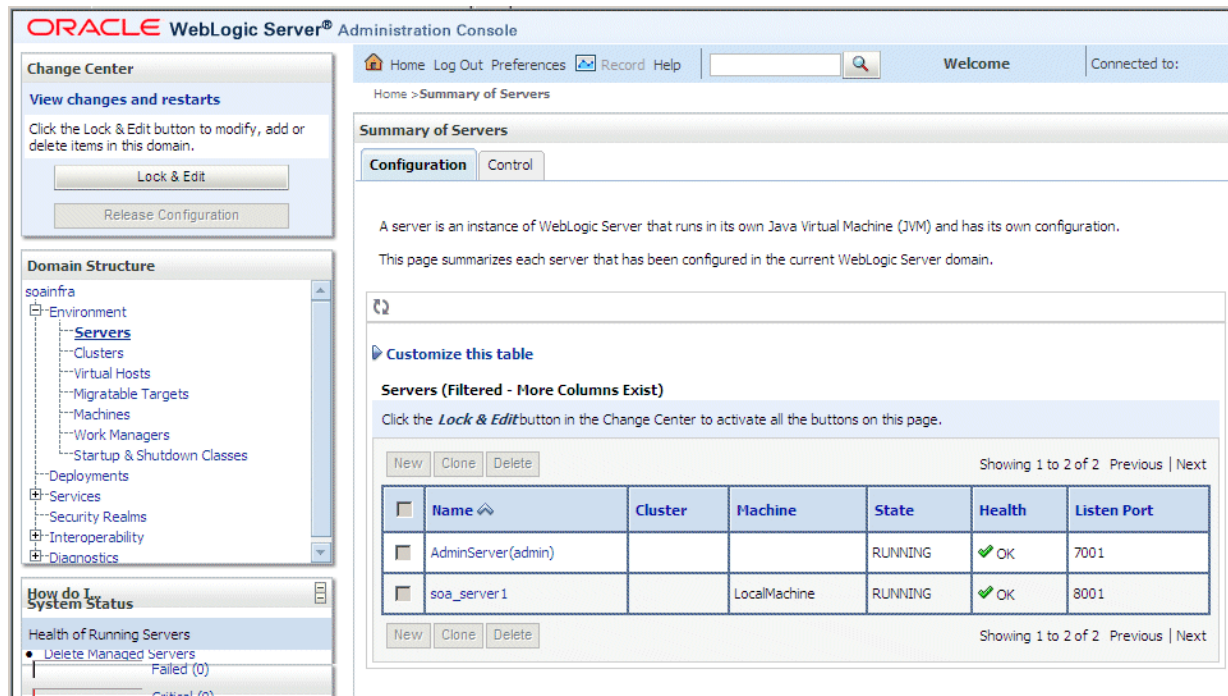 ORACLE WebLogic Server® Administration Console
Change Center
View changes and restarts
Click the Lock & Edit button to modify, add or
delete items in this domain.
Lock & Edit
Release Configuration
Domain Structure
soainfra
Environment
Servers
Clusters
Virtual Hosts
Migratable Targets
Machines
Work Managers
Startup & Shutdown Classes
Deployments
Services
Security Realms
Interoperability
Diagnostics
How do I...
System Status
Health of Running Servers
Delete Managed Servers
Failed (0)
Critical (0)
Home Log Out Preferences Record Help
Welcome
Connected to:
Home >Summary of Servers
Summary of Servers
Configuration Control
A server is an instance of WebLogic Server that runs in its own Java Virtual Machine (JVM) and has its own configuration.
This page summarizes each server that has been configured in the current WebLogic Server domain.
Customize this table
Servers (Filtered - More Columns Exist)
Click the Lock & Edit button in the Change Center to activate all the buttons on this page.
New Clone Delete Showing 1 to 2 of 2 Previous | Next
Name Cluster Machine State Health Listen Port
AdminServer(admin) RUNNING OK 7001
soa_server1 LocalMachine RUNNING OK 8001
New Clone Delete Showing 1 to 2 of 2 Previous | Next